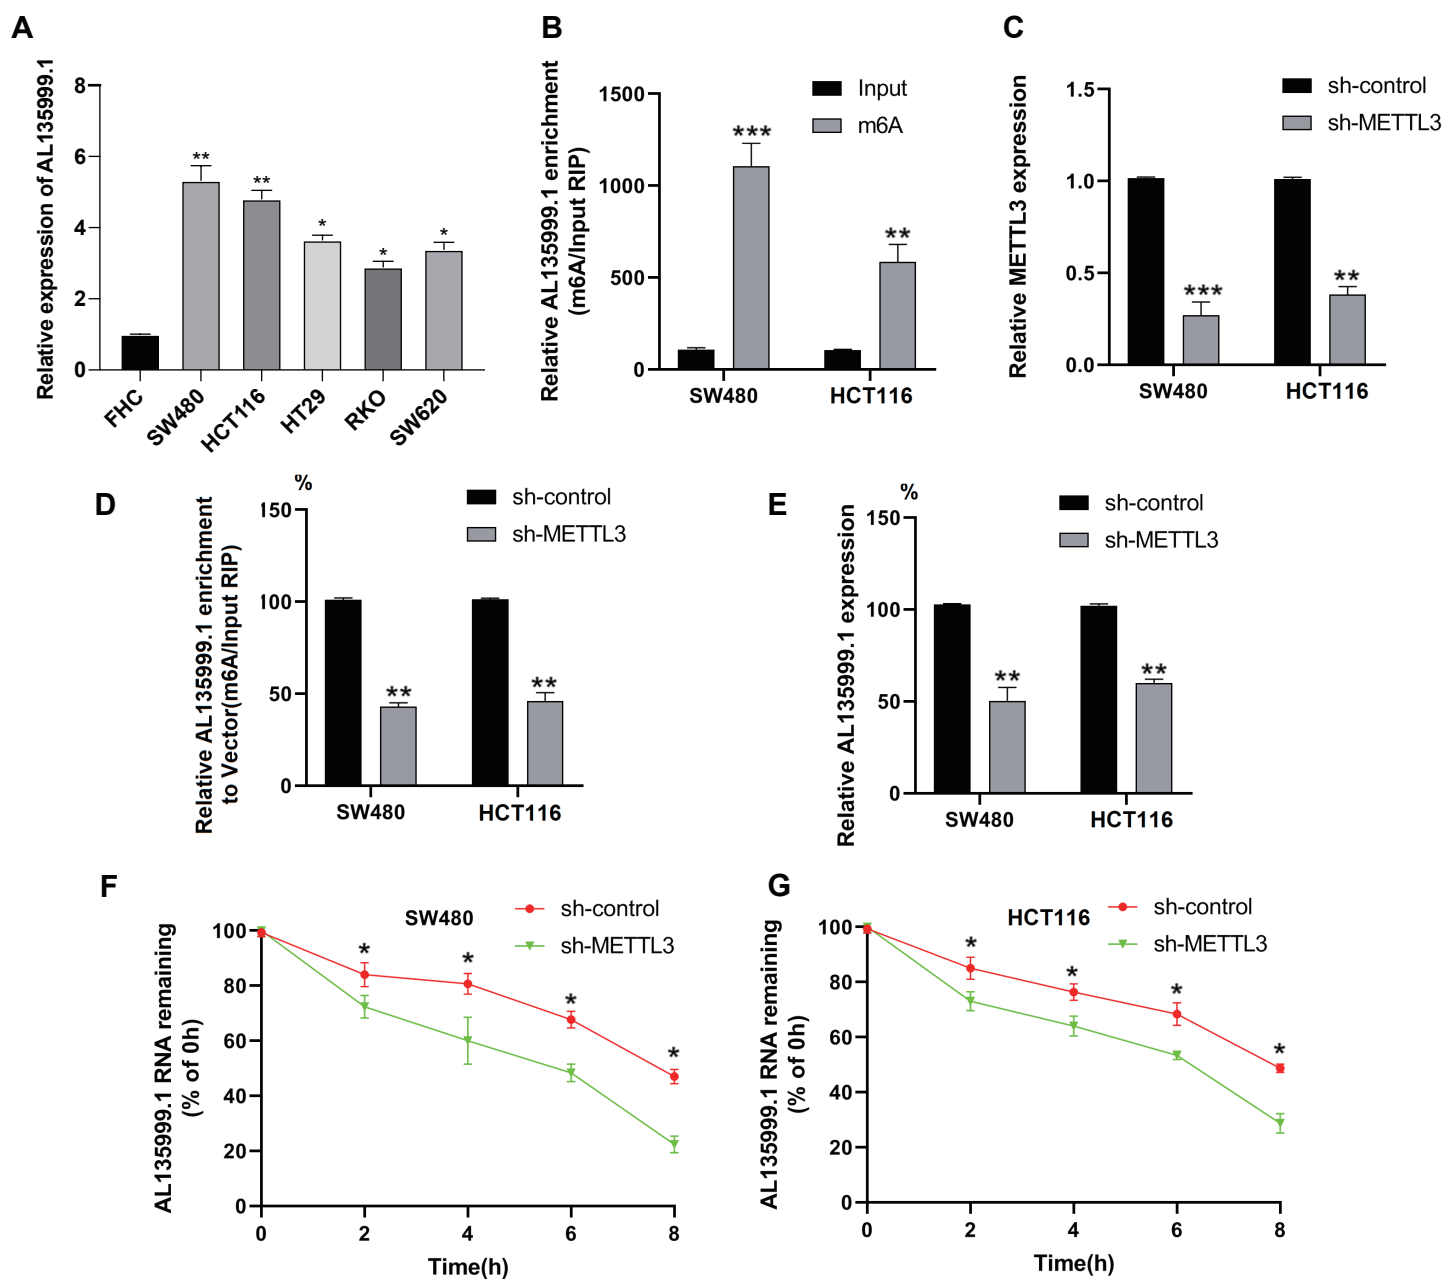 A
Relative expression of AL135999.1
8
6
4
2
0
**
**
*
*
*
FHC
SW480
HCT116
HT29
RKO
SW620
B
Relative AL135999.1 enrichment
(m6A/Input RIP)
1500
1000
500
0
Input
m6A
***
**
SW480
HCT116
C
Relative METTL3 expression
1.5
1.0
0.5
0.0
sh-control
sh-METTL3
***
**
SW480
HCT116
D
Relative AL135999.1 enrichment
to Vector(m6A/Input RIP)
%
150
100
50
0
sh-control
sh-METTL3
**
**
SW480
HCT116
E
Relative AL135999.1 expression
%
150
100
50
0
sh-control
sh-METTL3
**
**
SW480
HCT116
F
AL135999.1 RNA remaining
(% of 0h)
SW480
sh-control
sh-METTL3
100
80
60
40
20
0
*
*
*
*
0 2 4 6 8
Time(h)
G
AL135999.1 RNA remaining
(% of 0h)
HCT116
sh-control
sh-METTL3
100
80
60
40
20
0
*
*
*
*
0 2 4 6 8
Time(h)